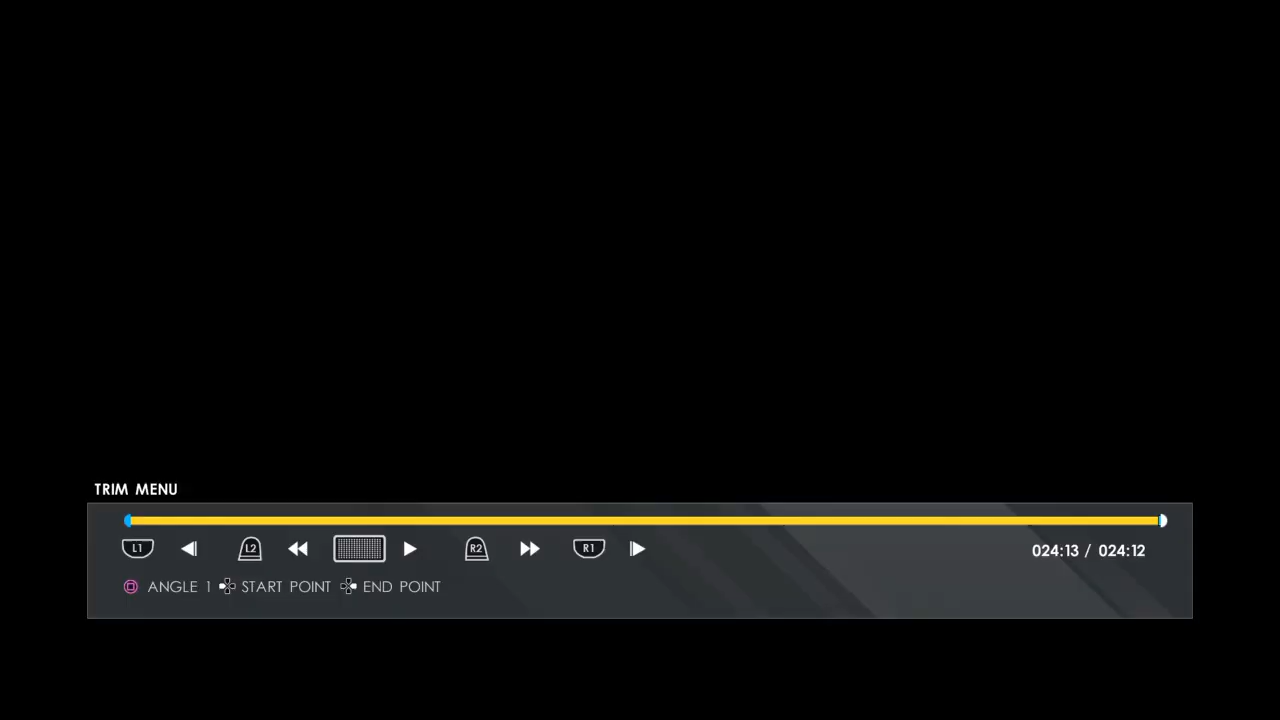 TRIM MENU
L1 L2 R2 R1 024:13 / 024:12
ANGLE 1 START POINT END POINT